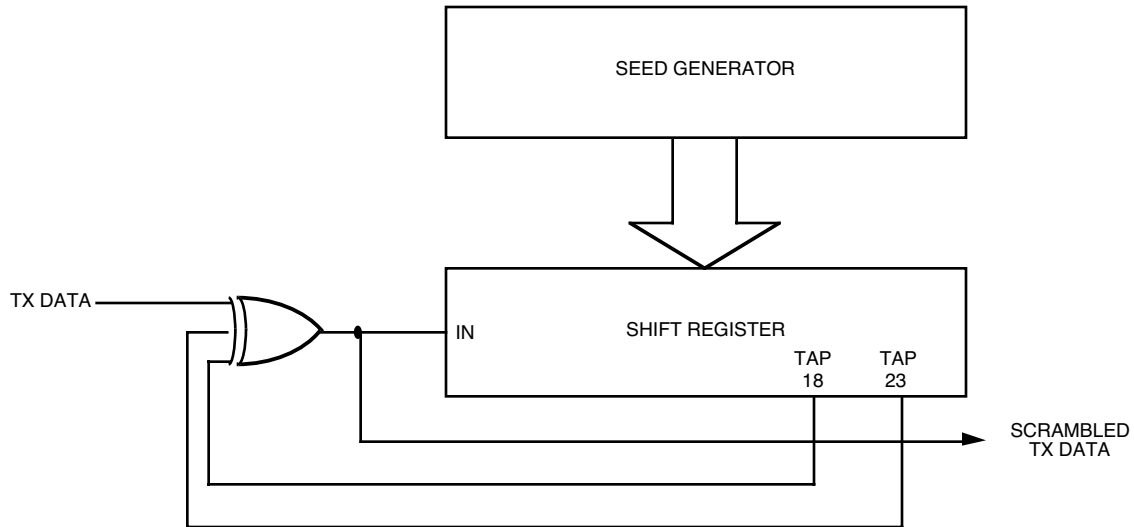 SEED GENERATOR
TX DATA
IN
SHIFT REGISTER
TAP
18
TAP
23
SCRAMBLED
TX DATA